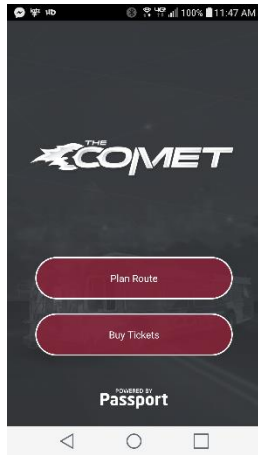 100% 11:47 AM
THE
COMET
Plan Route
Buy Tickets
POWERED BY
Passport